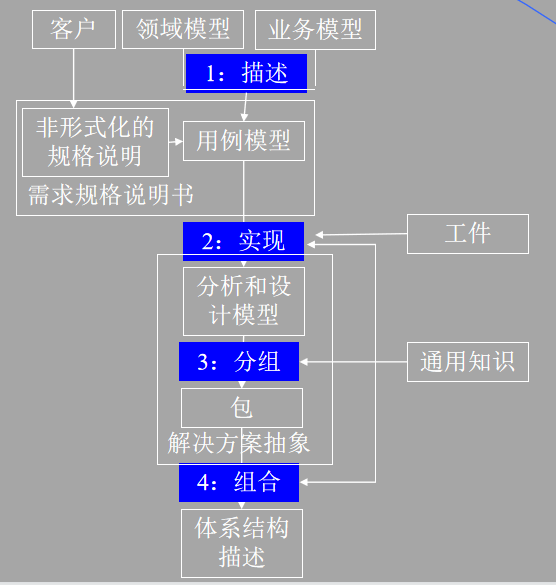 客户
领域模型
业务模型
1：描述
非形式化的
规格说明
用例模型
需求规格说明书
2：实现
工件
分析和设
计模型
3：分组
通用知识
包
解决方案抽象
4：组合
体系结构
描述